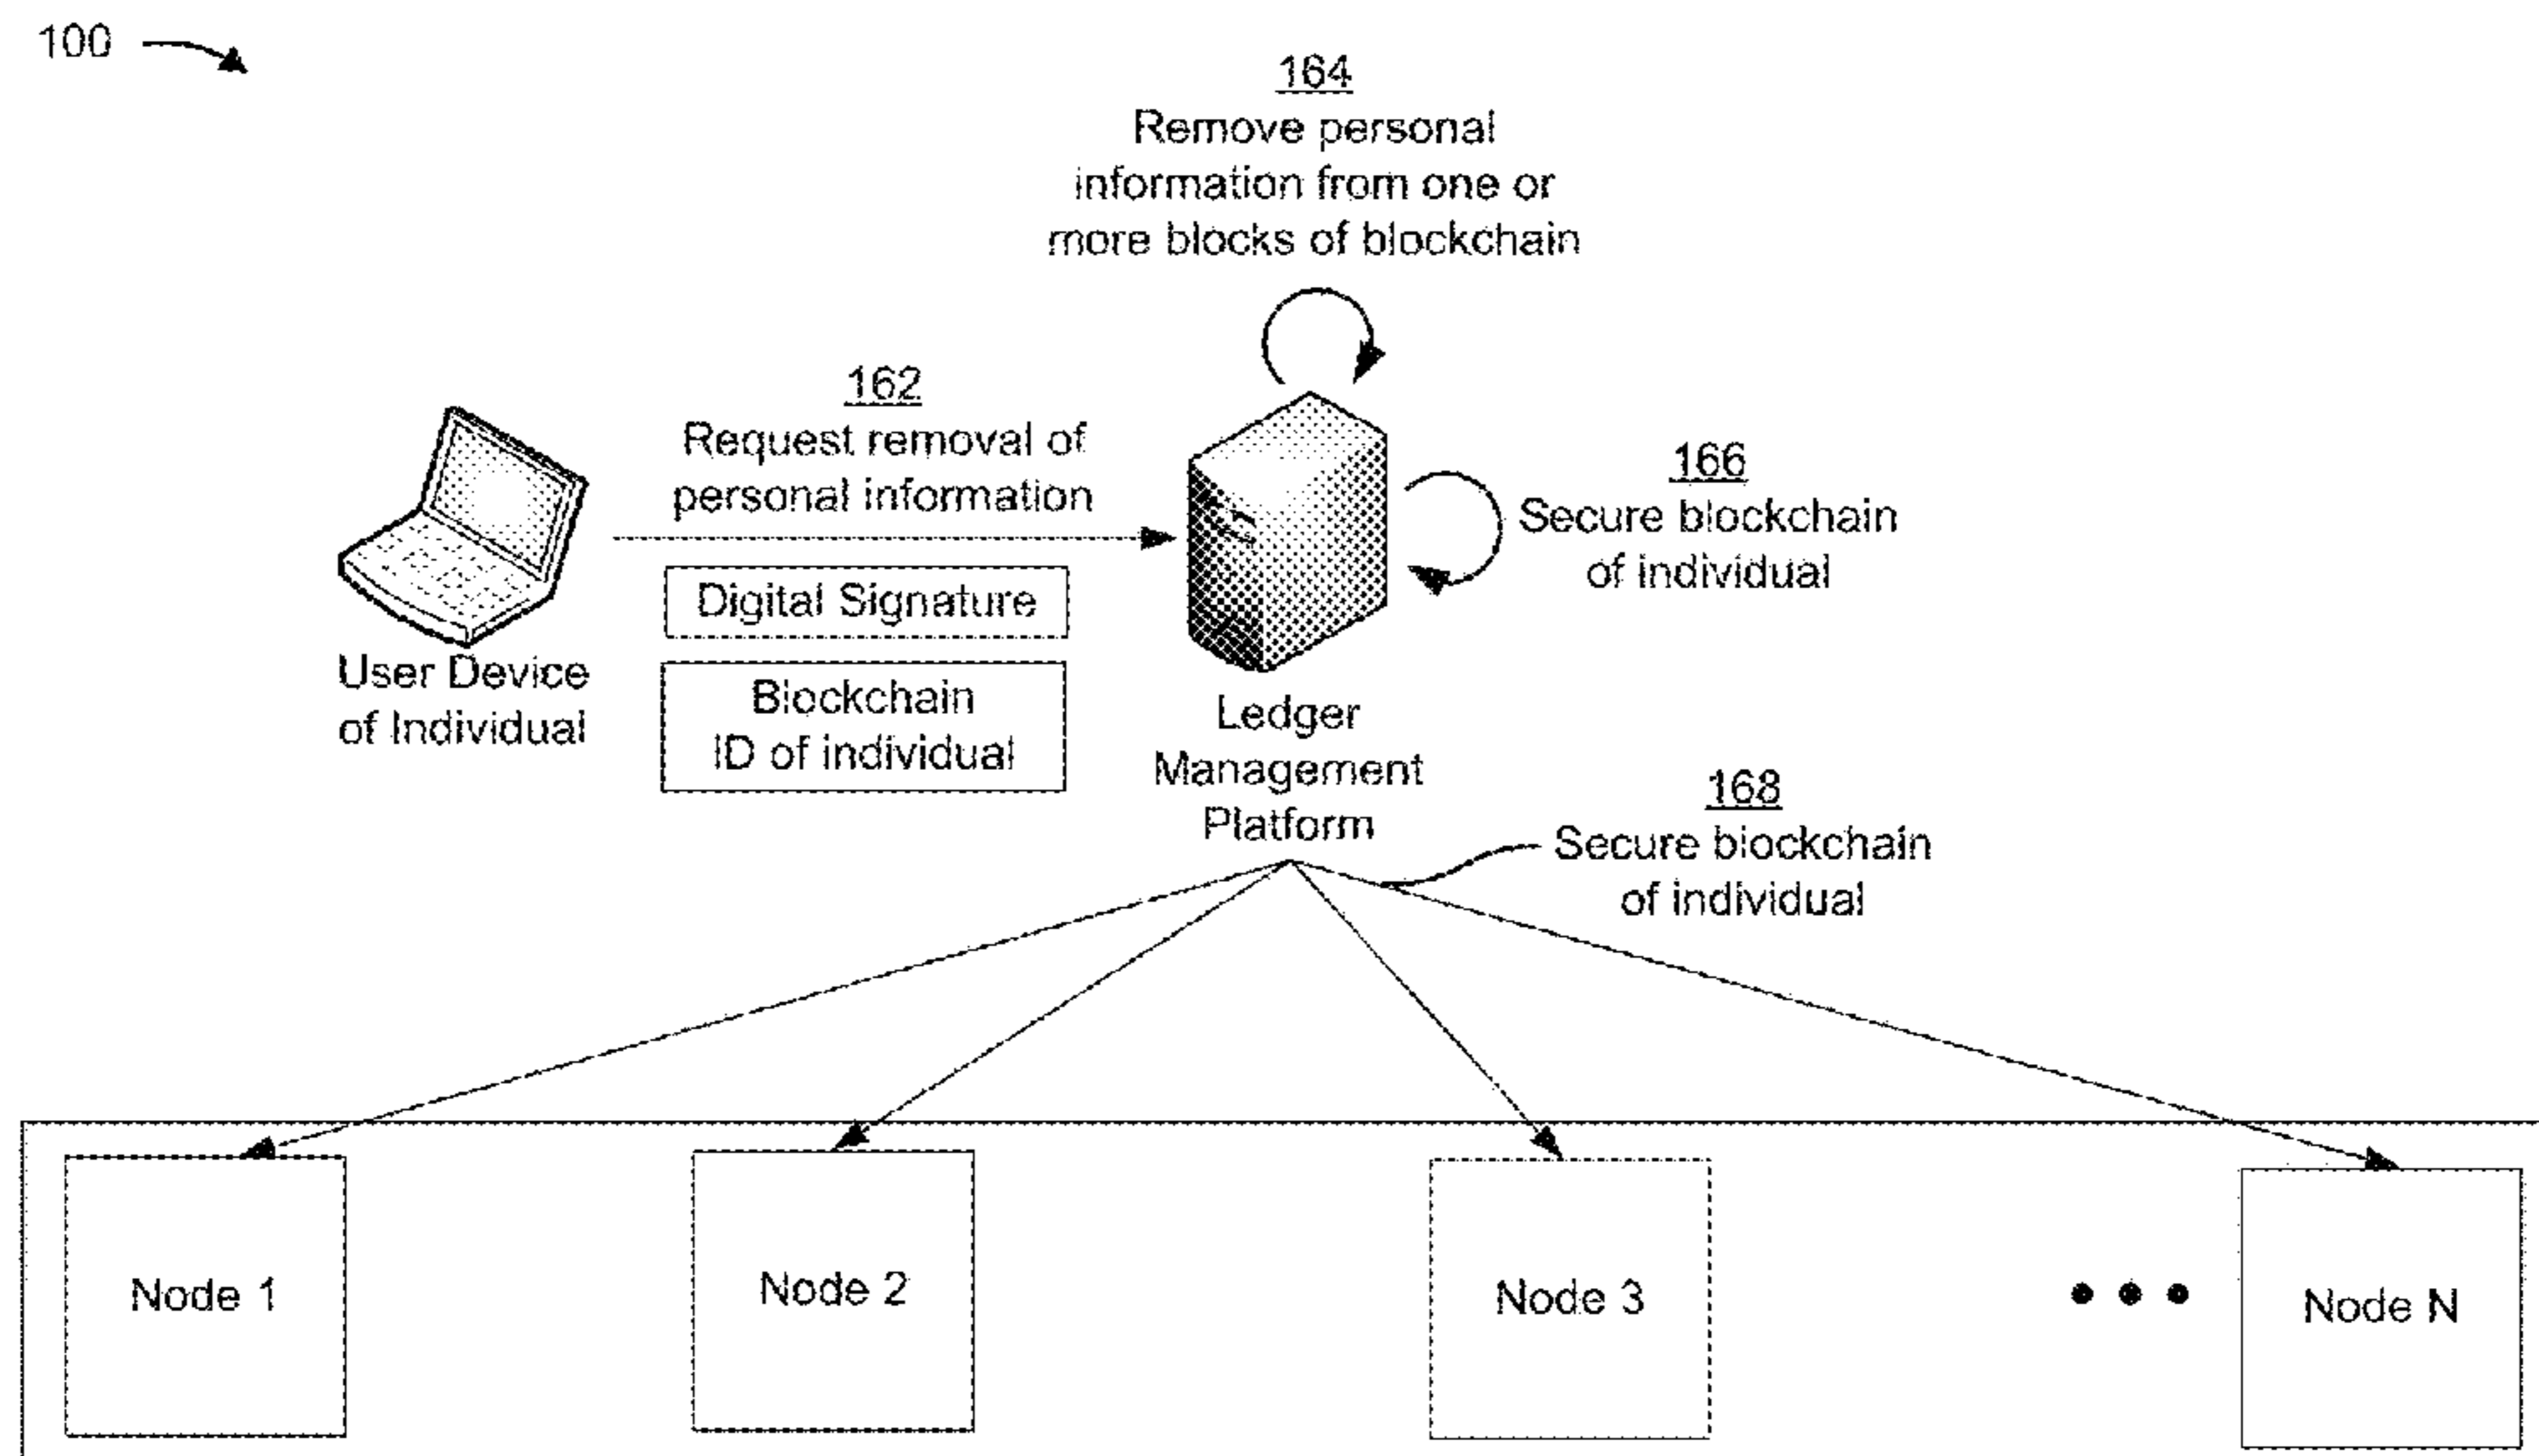 100
164
Remove personal
information from one or
more blocks of blockchain
162
Request removal of
personal information
Digital Signature
Blockchain
ID of individual
User Device
of Individual
166
Secure blockchain
of individual
Ledger
Management
Platform
168
Secure blockchain
of individual
Node 1
Node 2
Node 3
Node N